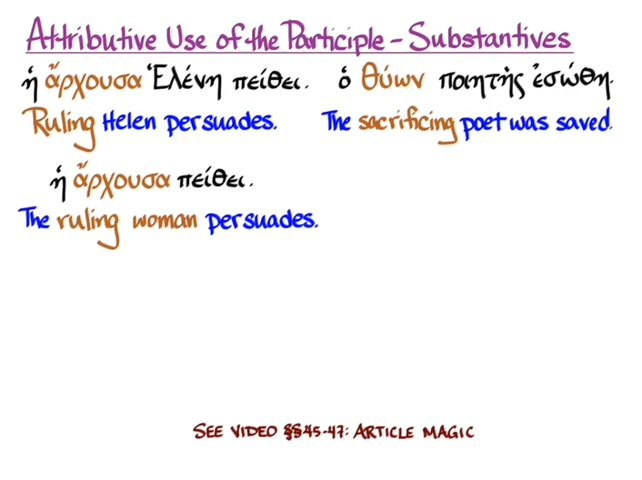 Attributive Use of the Participle – Substantives
ἡ ἄρχουσα Ἑλένη πείθει. ὁ θύων ποιητὴς ἐσώθη.
Ruling Helen persuades. The sacrificing poet was saved.
ἡ ἄρχουσα πείθει.
The ruling woman persuades.
SEE VIDEO §§45-47: ARTICLE MAGIC